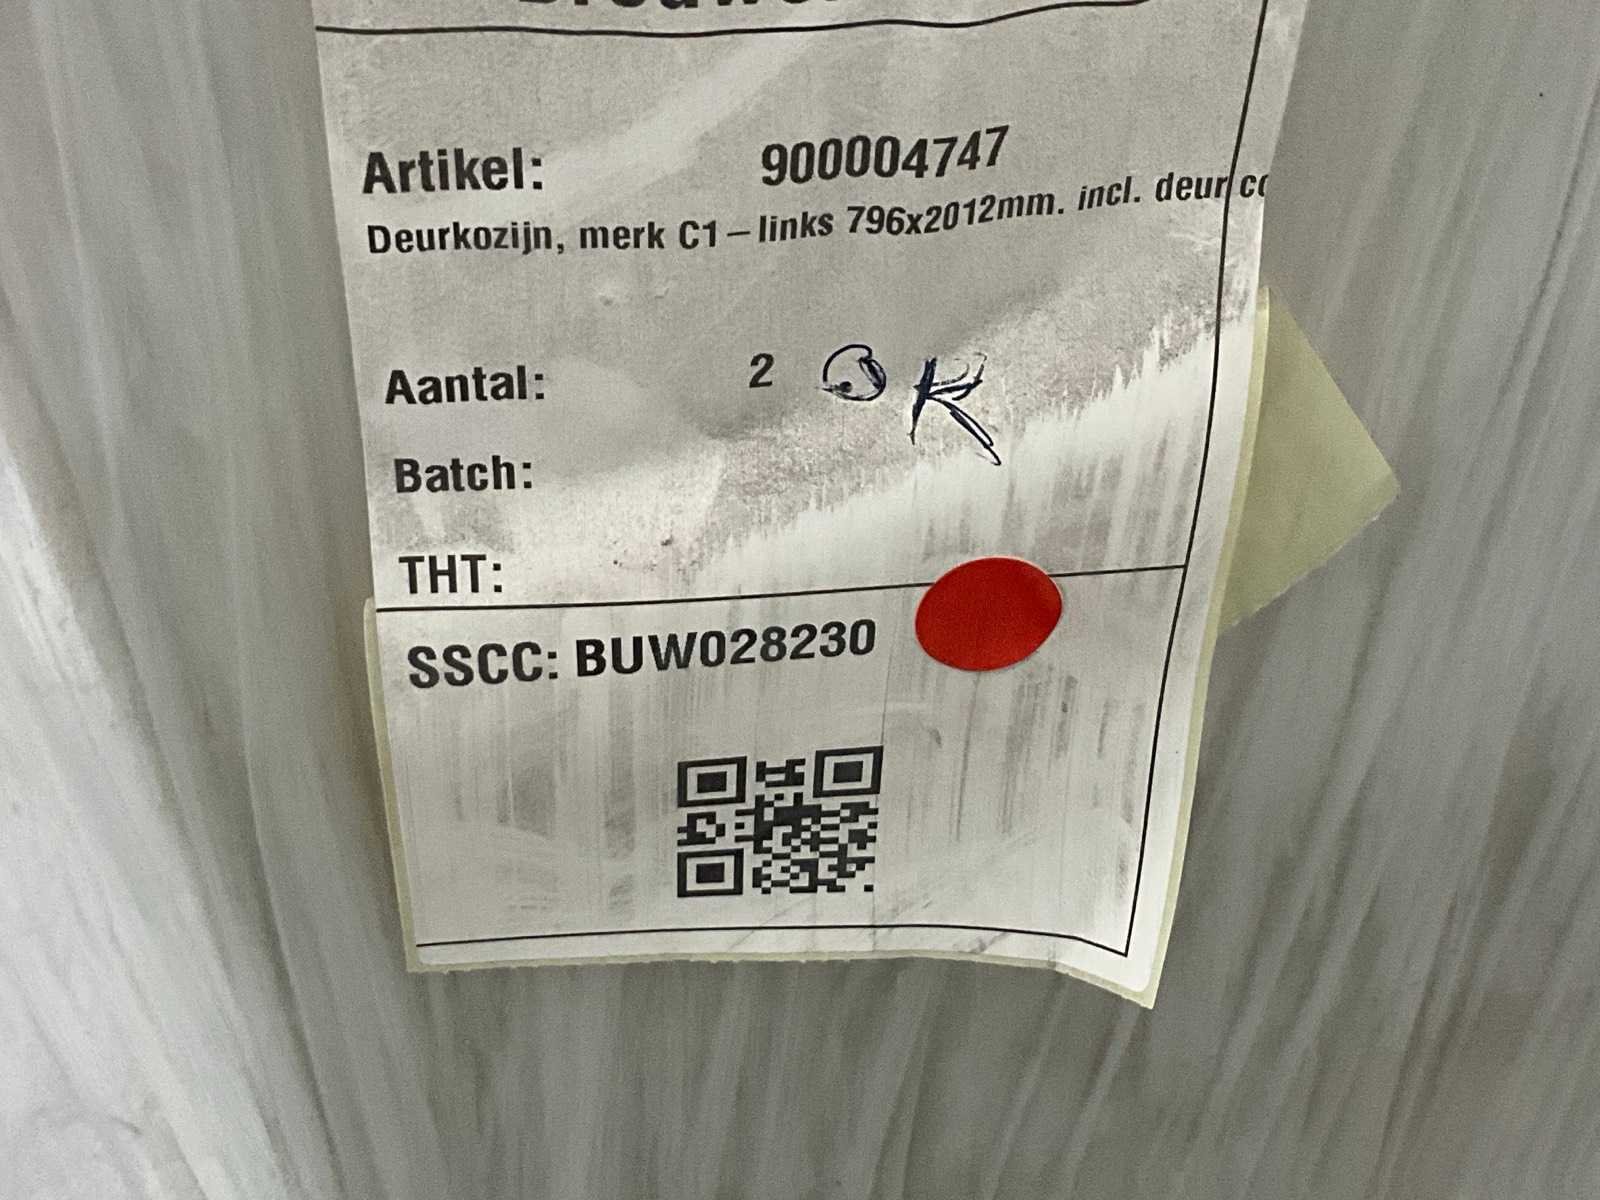 Artikel: 900004747
Deurkozijn, merk C1 – links 796x2012mm. incl. deur
Aantal: 2 OK
Batch:
THT:
SSCC: BUW028230